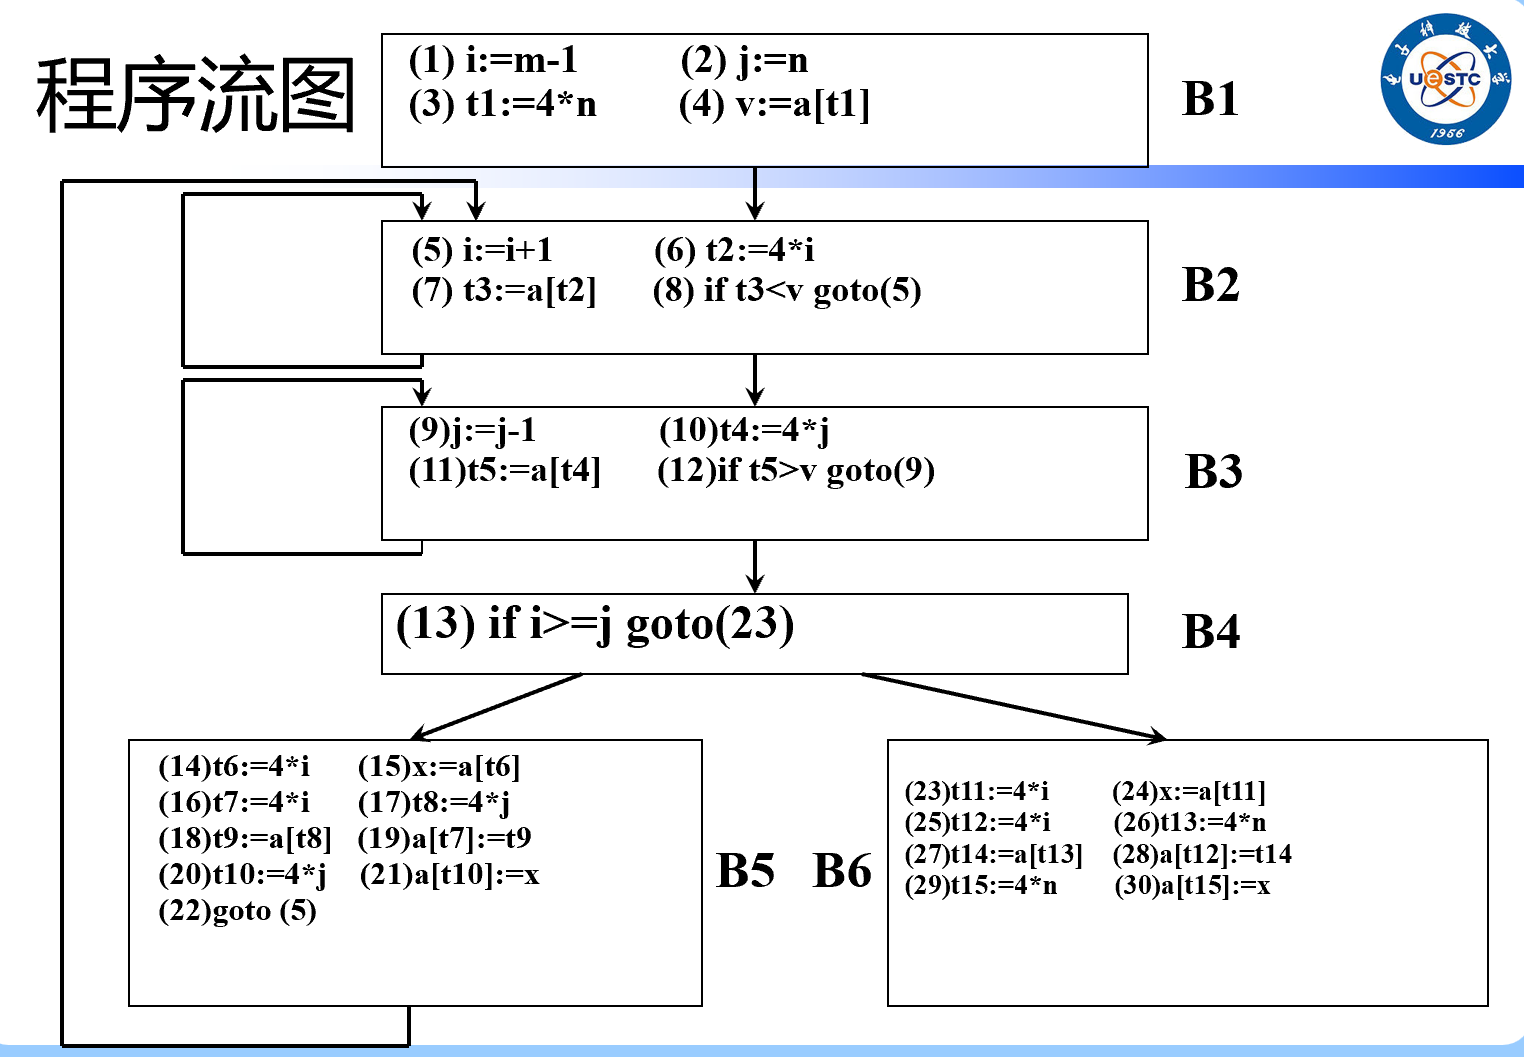 程序流图
(1) i:=m-1 (2) j:=n
(3) t1:=4*n (4) v:=a[t1]
B1
UeSTC
1956
(5) i:=i+1 (6) t2:=4*i
(7) t3:=a[t2] (8) if t3<v goto(5)
B2
(9)j:=j-1 (10)t4:=4*j
(11)t5:=a[t4] (12)if t5>v goto(9)
B3
(13) if i>=j goto(23)
B4
(14)t6:=4*i (15)x:=a[t6]
(16)t7:=4*i (17)t8:=4*j
(18)t9:=a[t8] (19)a[t7]:=t9
(20)t10:=4*j (21)a[t10]:=x
(22)goto (5)
B5
B6
(23)t11:=4*i (24)x:=a[t11]
(25)t12:=4*i (26)t13:=4*n
(27)t14:=a[t13] (28)a[t12]:=t14
(29)t15:=4*n (30)a[t15]:=x